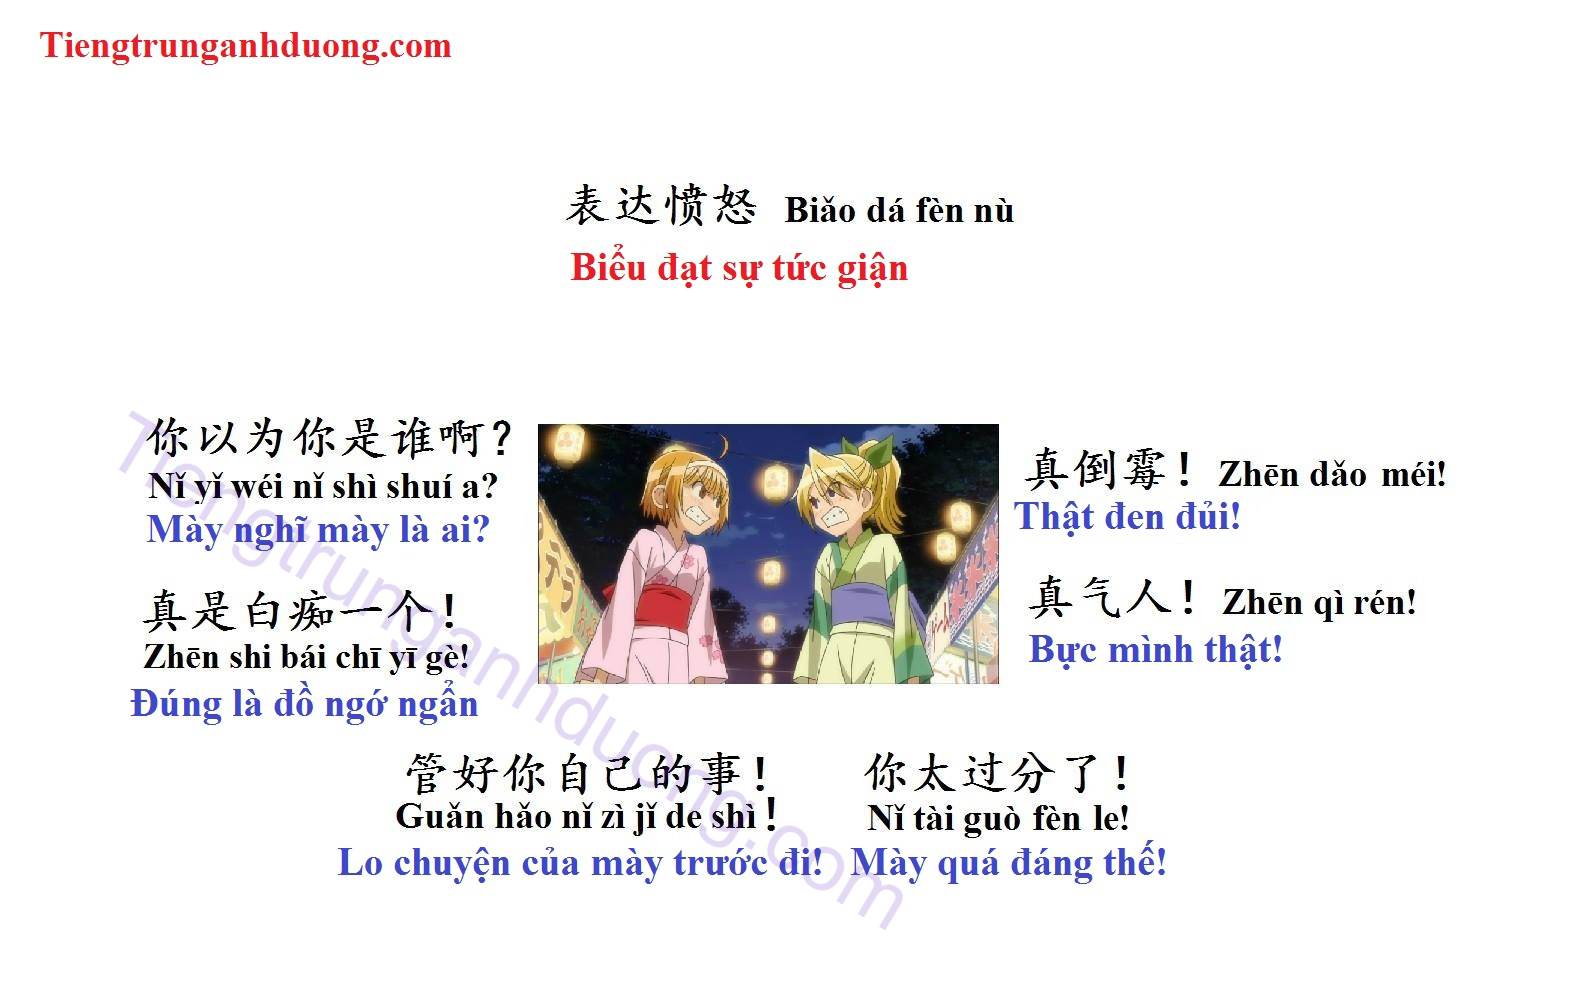 Tiengtrunganhduong.com
表达愤怒 Biǎo dá fèn nù
Biểu đạt sự tức giận
你以为你是谁啊?
Nǐ yǐ wéi nǐ shì shuí a?
Mày nghĩ mày là ai?
真是白痴一个!
Zhēn shi bái chī yī gè!
Đúng là đồ ngớ ngẩn
真倒霉! Zhēn dǎo méi!
Thật đen đủi!
真气人! Zhēn qì rén!
Bực mình thật!
管好你自己的事!
Guǎn hǎo nǐ zì jǐ de shì!
Lo chuyện của mày trước đi!
你太过分了!
Nǐ tài guò fèn le!
Mày quá đáng thế!
Tiengtrunganhduong.com
テラ